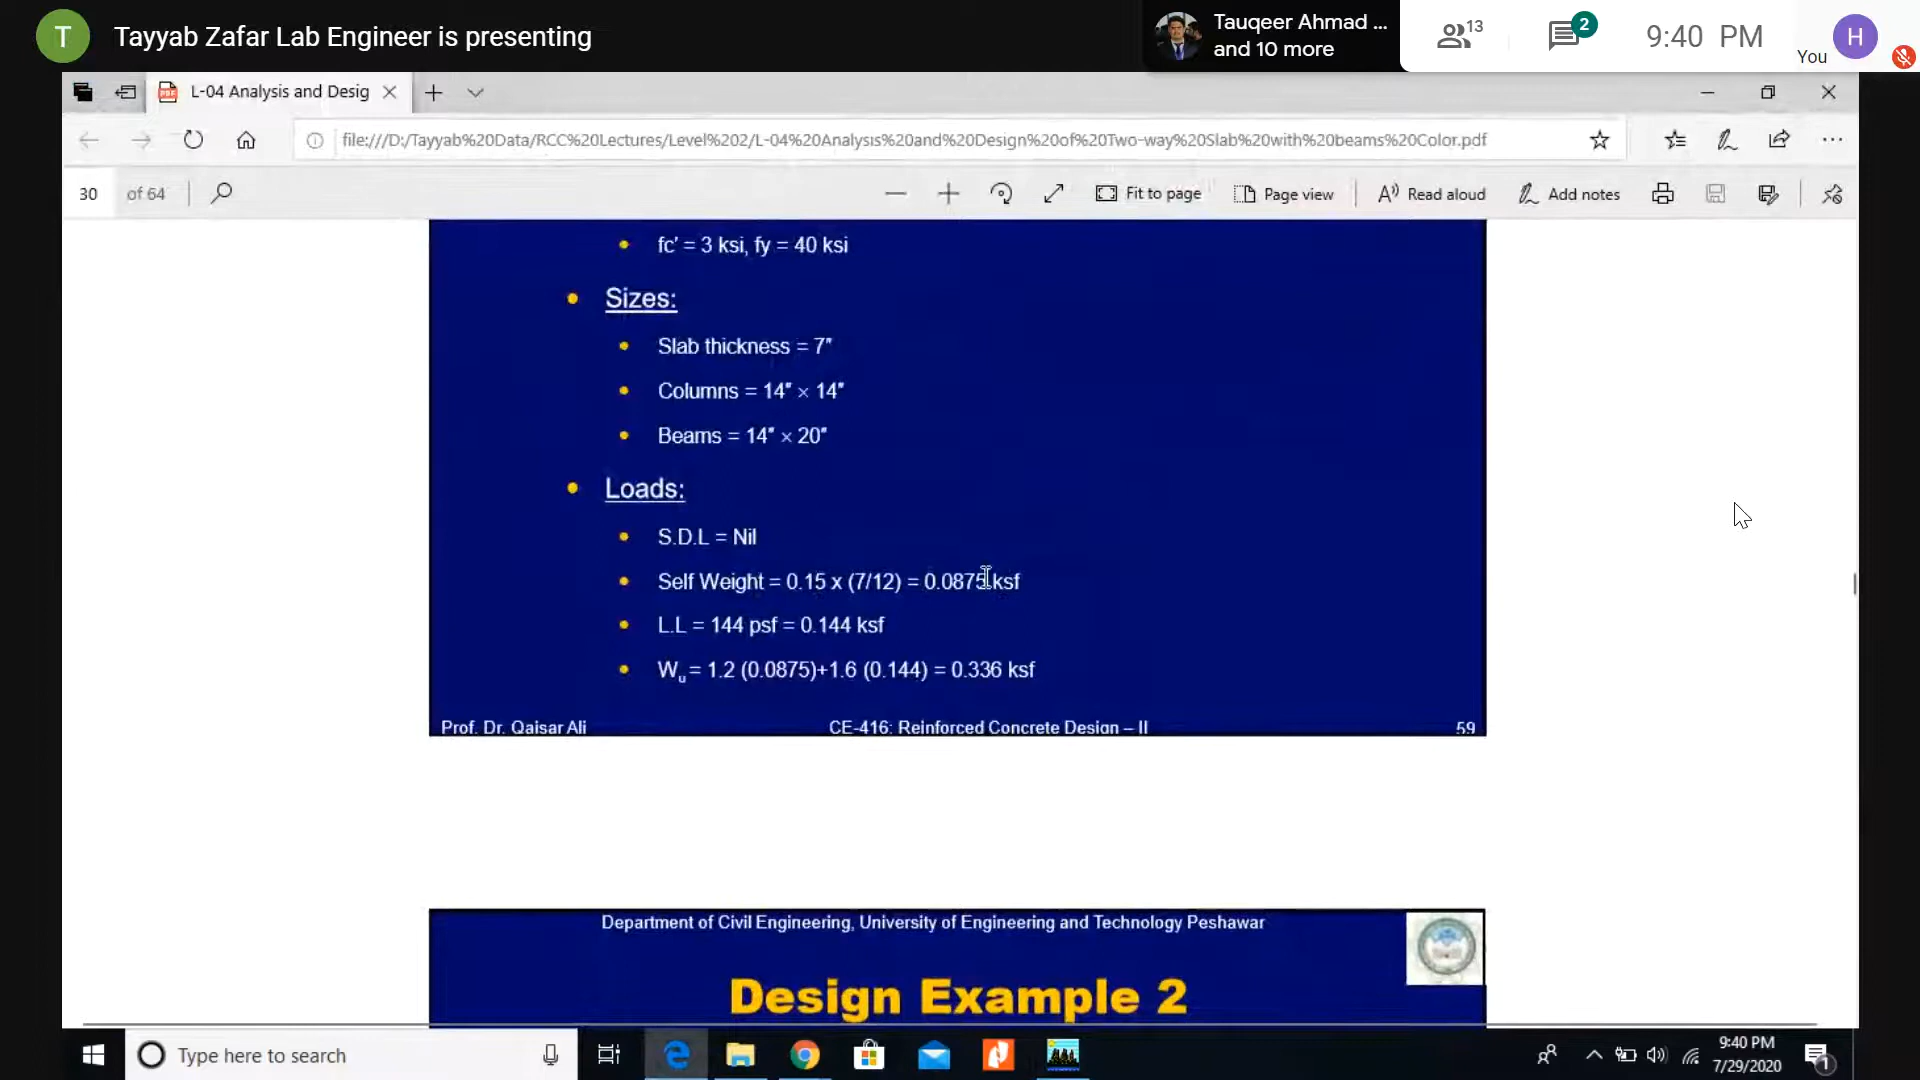 T
Tayyab Zafar Lab Engineer is presenting
Tauqeer Ahmad ...
and 10 more
13
2
9:40 PM
You
H
L-04 Analysis and Desig
file:///D:/Tayyab%20Data/RCC%20Lectures/Level%202/L-04%20Analysis%20and%20Design%20of%20Two-way%20Slab%20with%20beams%20Color.pdf
30 of 64
Fit to page
Page view
Read aloud
Add notes
• fc' = 3 ksi, fy = 40 ksi
• Sizes:
• Slab thickness = 7″
• Columns = 14″ × 14″
• Beams = 14″ × 20″
• Loads:
• S.D.L = Nil
• Self Weight = 0.15 x (7/12) = 0.0875 ksf
• L.L = 144 psf = 0.144 ksf
• Wu = 1.2 (0.0875)+1.6 (0.144) = 0.336 ksf
Prof. Dr. Qaisar Ali CE-416: Reinforced Concrete Design – II 59
Department of Civil Engineering, University of Engineering and Technology Peshawar
Design Example 2
Type here to search
9:40 PM
7/29/2020
1